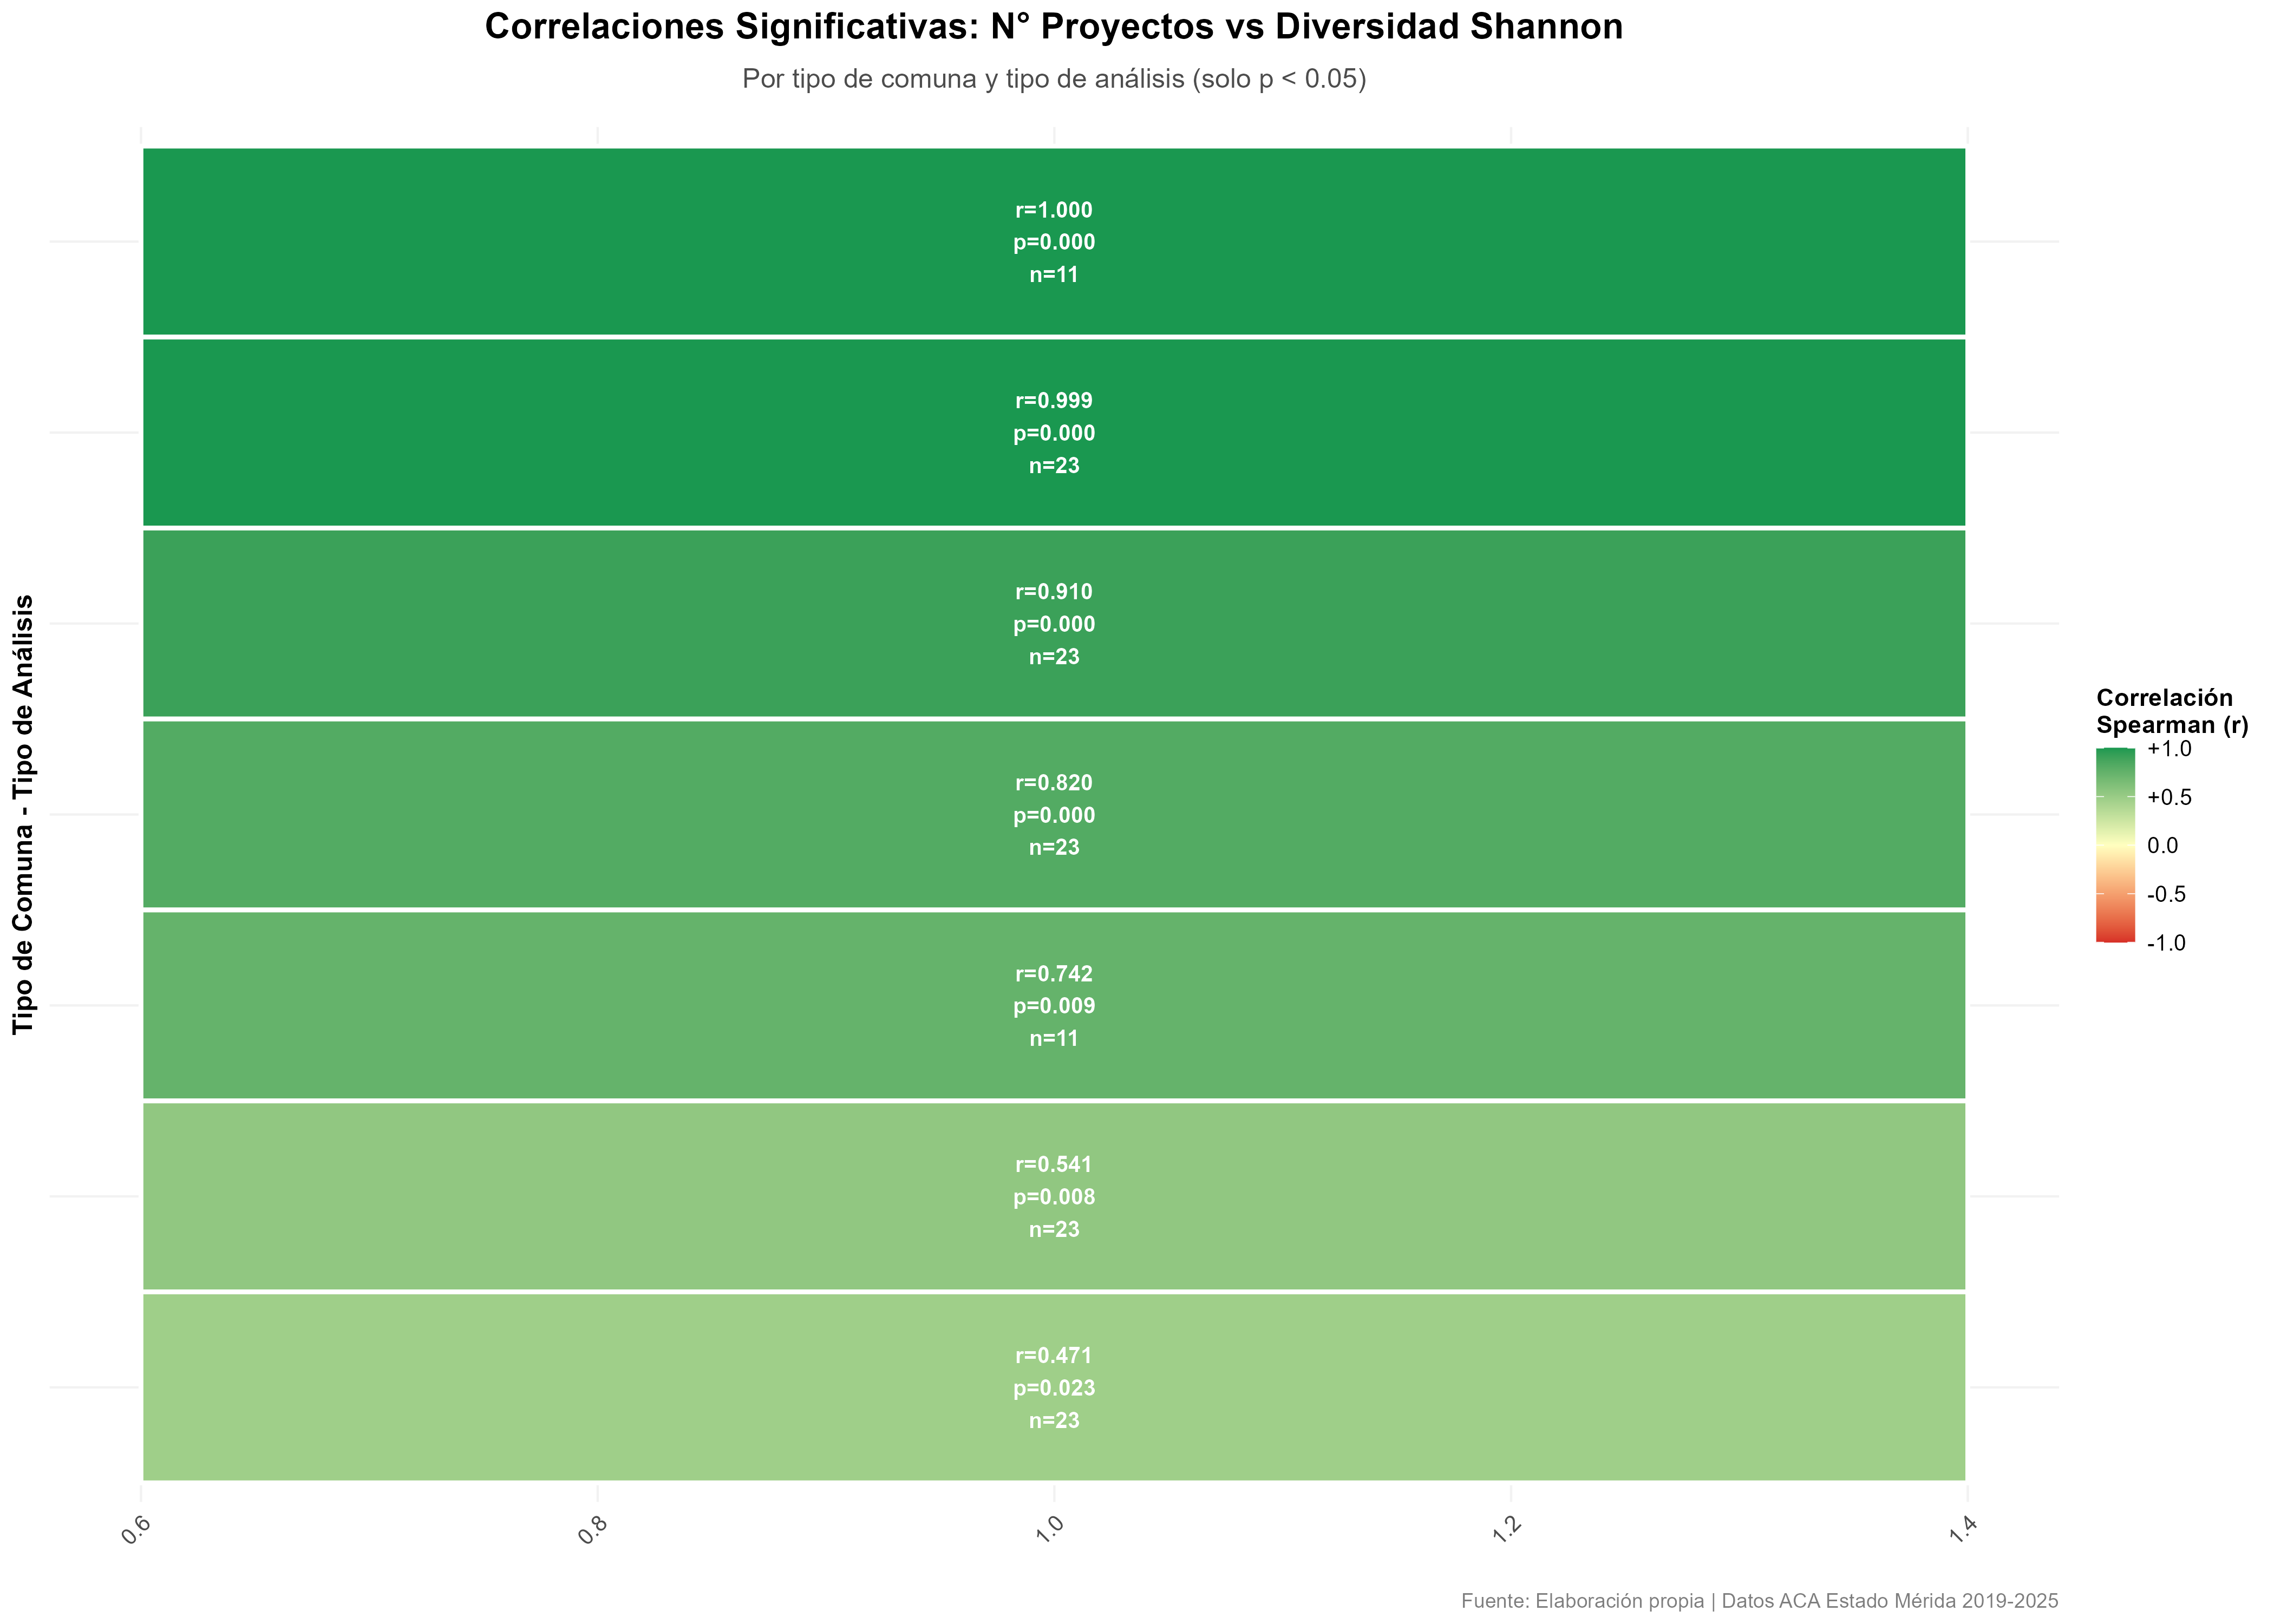 Correlaciones Significativas: N° Proyectos vs Diversidad Shannon
Por tipo de comuna y tipo de análisis (solo p < 0.05)
Tipo de Comuna - Tipo de Análisis
r=1.000
p=0.000
n=11
r=0.999
p=0.000
n=23
r=0.910
p=0.000
n=23
r=0.820
p=0.000
n=23
r=0.742
p=0.009
n=11
r=0.541
p=0.008
n=23
r=0.471
p=0.023
n=23
0.6
0.8
1.0
1.2
1.4
Correlación
Spearman (r)
+1.0
+0.5
0.0
-0.5
-1.0
Fuente: Elaboración propia | Datos ACA Estado Mérida 2019-2025